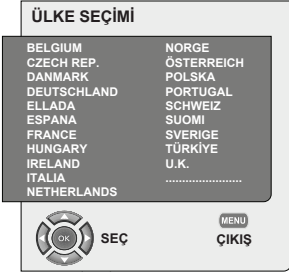 ÜLKE SEÇİMİ
BELGIUM
CZECH REP.
DANMARK
DEUTSCHLAND
ELLADA
ESPANA
FRANCE
HUNGARY
IRELAND
ITALIA
NETHERLANDS
NORGE
ÖSTERREICH
POLSKA
PORTUGAL
SCHWEIZ
SUOMI
SVERIGE
TÜRKİYE
U.K.
.......................
OK
SEÇ
MENU
ÇIKIŞ